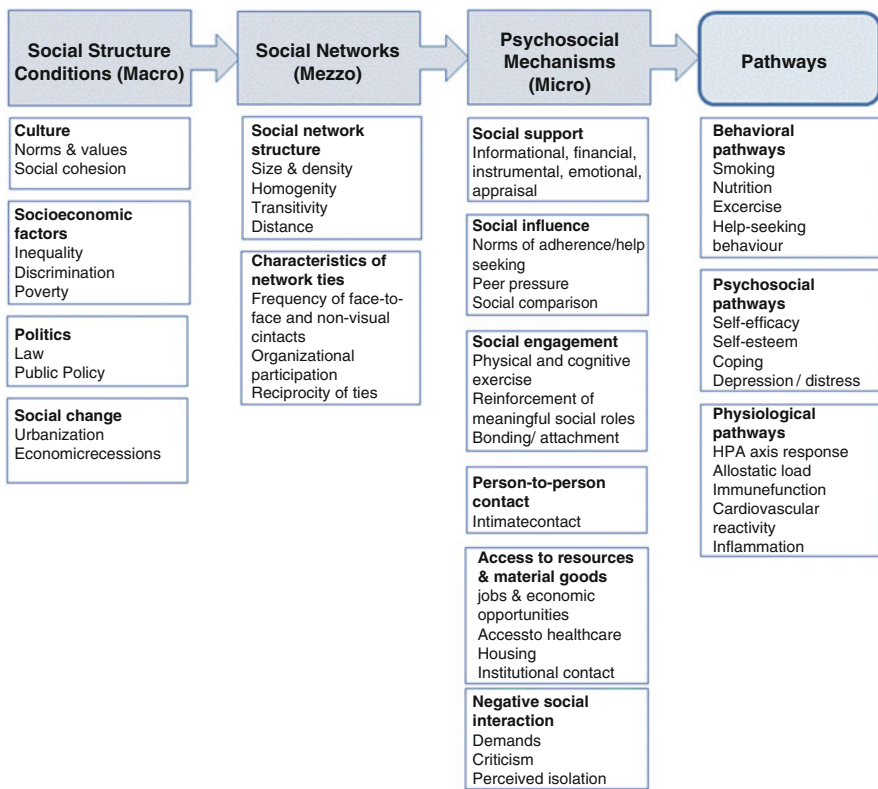 Social Structure
Conditions (Macro)
Social Networks
(Mezzo)
Psychosocial
Mechanisms
(Micro)
Pathways
Culture
Norms & values
Social cohesion
Socioeconomic
factors
Inequality
Discrimination
Poverty
Politics
Law
Public Policy
Social change
Urbanization
Economicrecessions
Social network
structure
Size & density
Homogenity
Transitivity
Distance
Characteristics of
network ties
Frequency of face-to-
face and non-visual
cintacts
Organizational
participation
Reciprocity of ties
Social support
Informational, financial,
instrumental, emotional,
appraisal
Social influence
Norms of adherence/help
seeking
Peer pressure
Social comparison
Social engagement
Physical and cognitive
exercise
Reinforcement of
meaningful social roles
Bonding/ attachment
Person-to-person
contact
Intimatecontact
Access to resources
& material goods
jobs & economic
opportunities
Accessto healthcare
Housing
Institutional contact
Negative social
interaction
Demands
Criticism
Perceived isolation
Behavioral
pathways
Smoking
Nutrition
Excercise
Help-seeking
behaviour
Psychosocial
pathways
Self-efficacy
Self-esteem
Coping
Depression / distress
Physiological
pathways
HPA axis response
Allostatic load
Immunefunction
Cardiovascular
reactivity
Inflammation